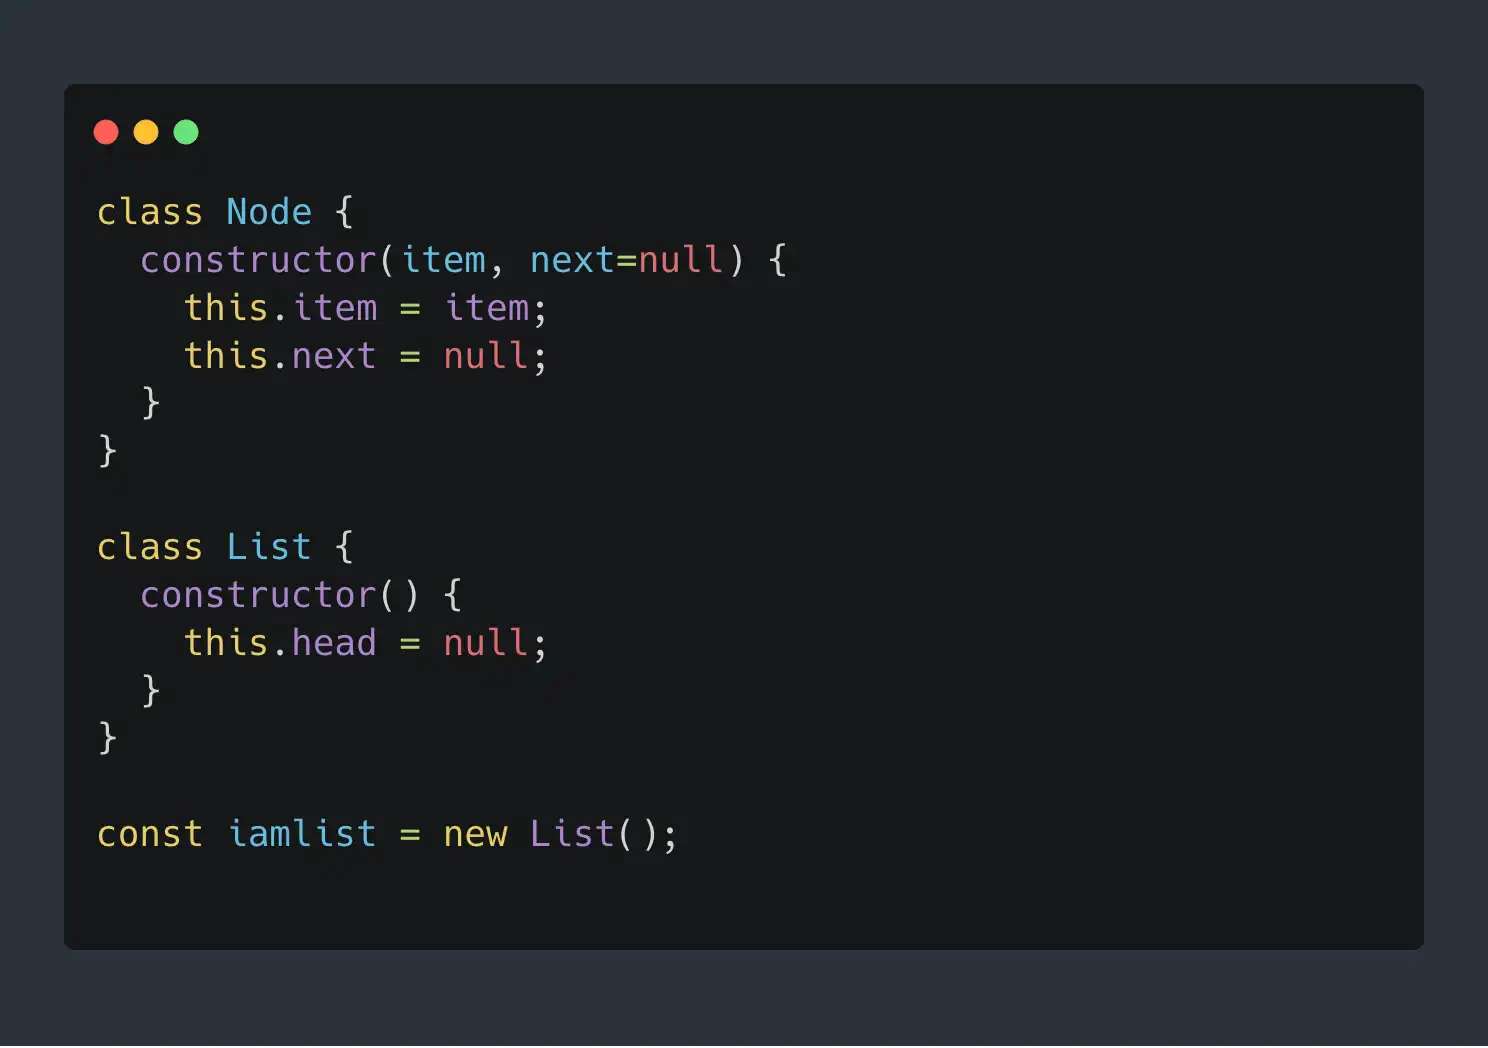 class Node {
  constructor(item, next=null) {
    this.item = item;
    this.next = null;
  }
}

class List {
  constructor() {
    this.head = null;
  }
}

const iamlist = new List();